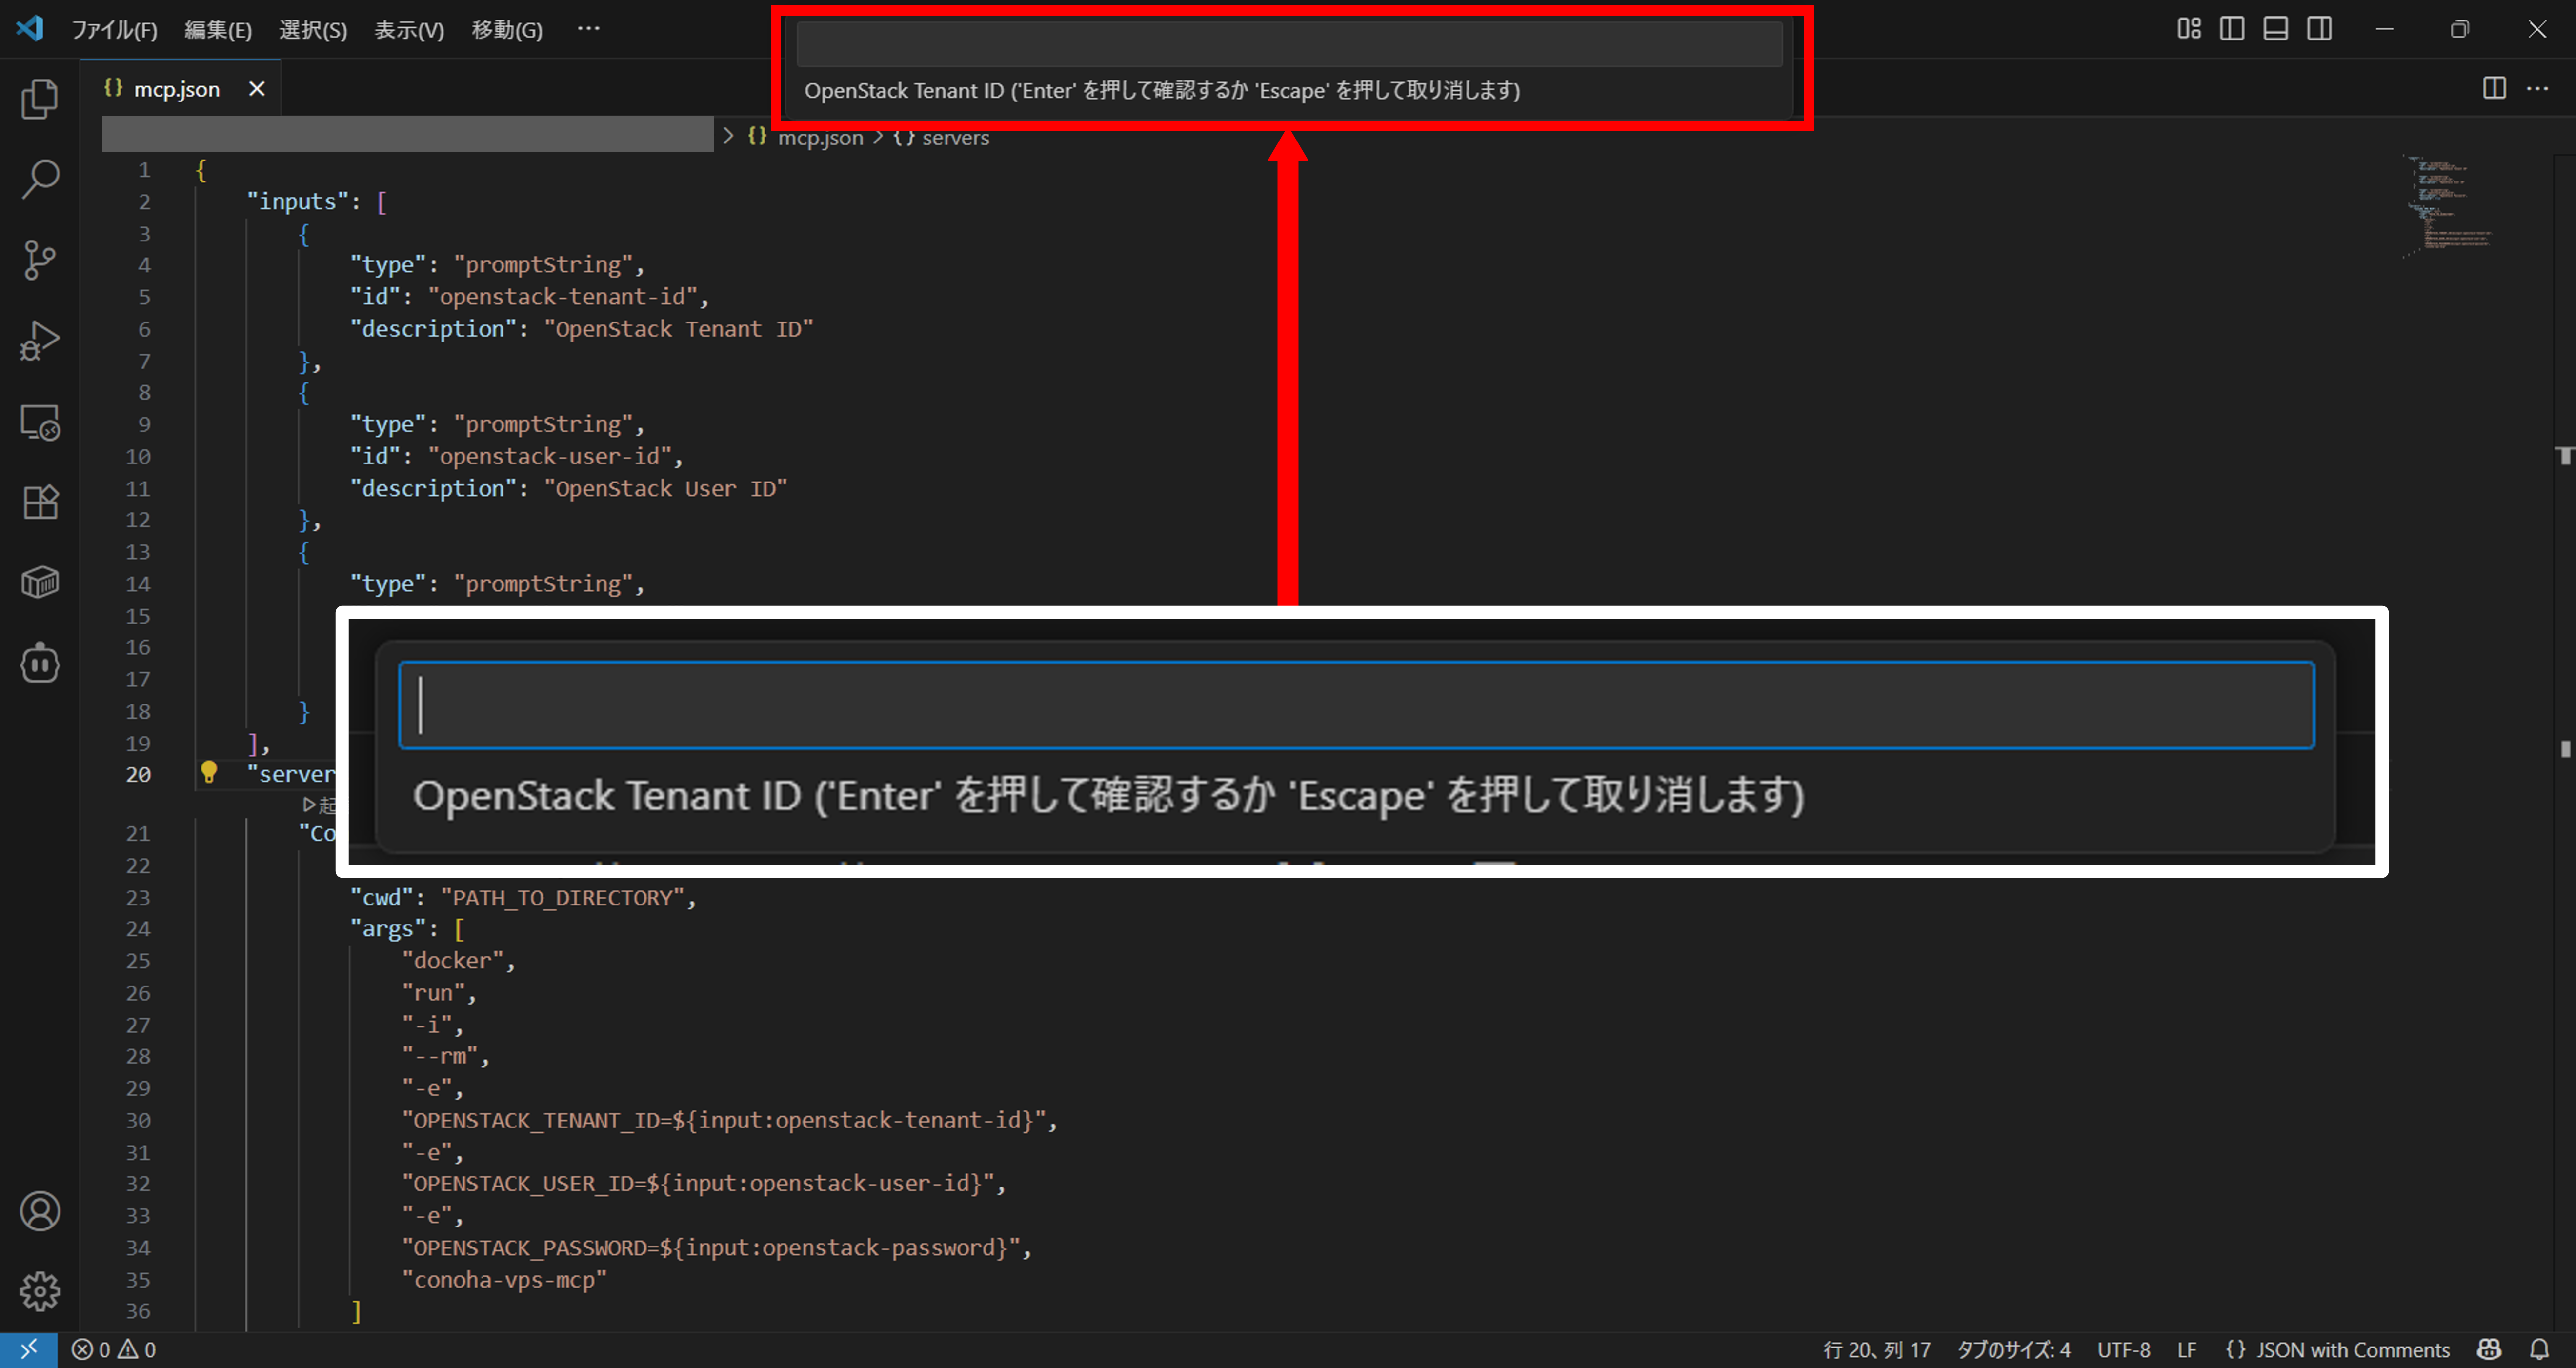 ファイル(F) 編集(E) 選択(S) 表示(V) 移動(G) ···
OpenStack Tenant ID ('Enter' を押して確認するか 'Escape' を押して取り消します)
{} mcp.json
> {} mcp.json > {} servers
1 {
2 "inputs": [
3 {
4 "type": "promptString",
5 "id": "openstack-tenant-id",
6 "description": "OpenStack Tenant ID"
7 },
8 {
9 "type": "promptString",
10 "id": "openstack-user-id",
11 "description": "OpenStack User ID"
12 },
13 {
14 "type": "promptString",
15
16
17
18 }
19 ],
OpenStack Tenant ID ('Enter' を押して確認するか 'Escape' を押して取り消します)
20 "server
起
21 "Co
22
23 "cwd": "PATH_TO_DIRECTORY",
24 "args": [
25 "docker",
26 "run",
27 "-i",
28 "--rm",
29 "-e",
30 "OPENSTACK_TENANT_ID=${input:openstack-tenant-id}",
31 "-e",
32 "OPENSTACK_USER_ID=${input:openstack-user-id}",
33 "-e",
34 "OPENSTACK_PASSWORD=${input:openstack-password}",
35 "conoha-vps-mcp"
36 ]
0 0 行 20、列 17 タブのサイズ: 4 UTF-8 LF {} JSON with Comments